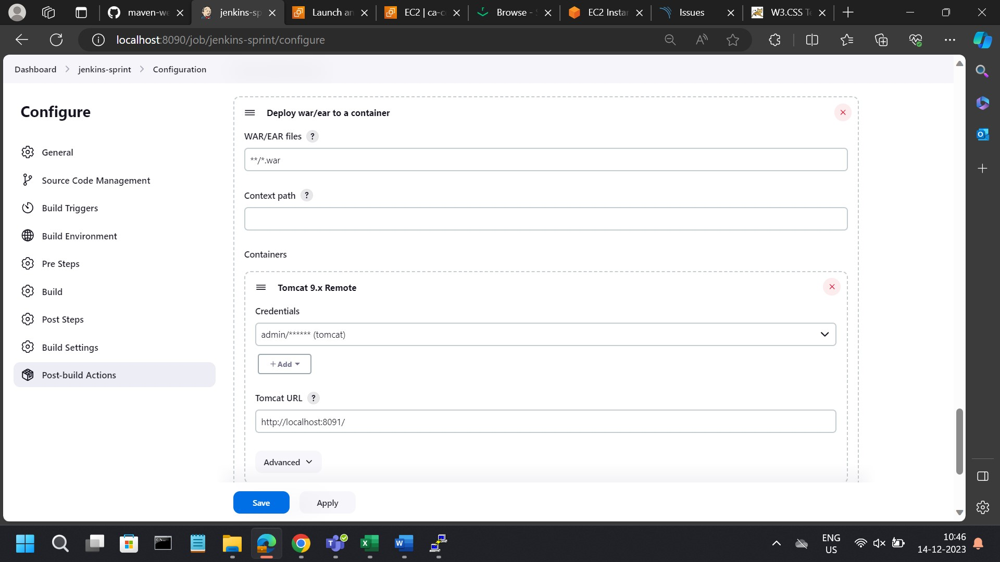 maven-we
jenkins-sp
Launch an
EC2 | ca-c
Browse - S
EC2 Instan
Issues
W3.CSS Te
localhost:8090/job/jenkins-sprint/configure
Dashboard
jenkins-sprint
Configuration
Configure
General
Source Code Management
Build Triggers
Build Environment
Pre Steps
Build
Post Steps
Build Settings
Post-build Actions
Deploy war/ear to a container
WAR/EAR files ?
**/*.war
Context path ?
Containers
Tomcat 9.x Remote
Credentials
admin/****** (tomcat)
+ Add
Tomcat URL ?
http://localhost:8091/
Advanced
Save
Apply
ENG
US
10:46
14-12-2023